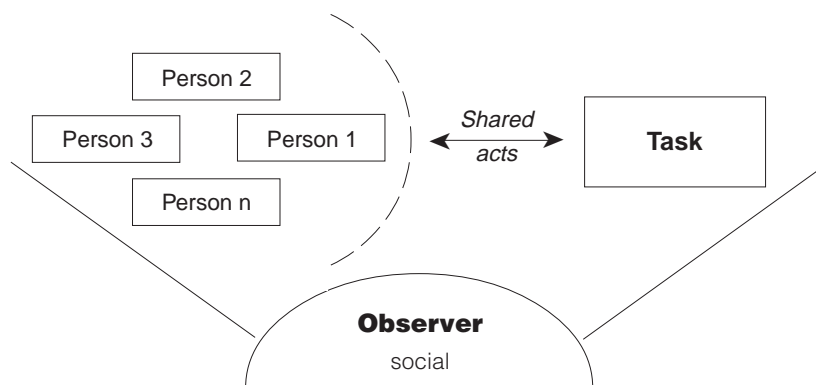 Person 2
Person 3
Person 1
Shared
acts
Task
Person n
Observer
social